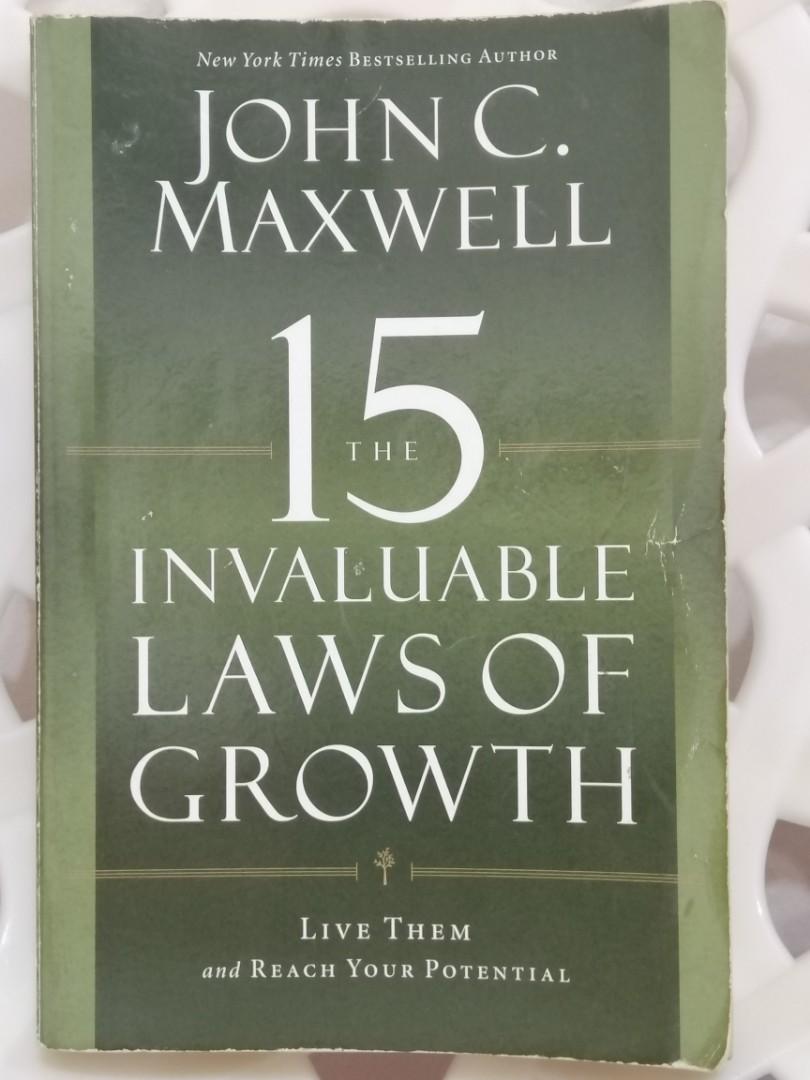 New York Times BESTSELLING AUTHOR
JOHN C.
MAXWELL
THE
15
INVALUABLE
LAWS OF
GROWTH
LIVE THEM
and REACH YOUR POTENTIAL